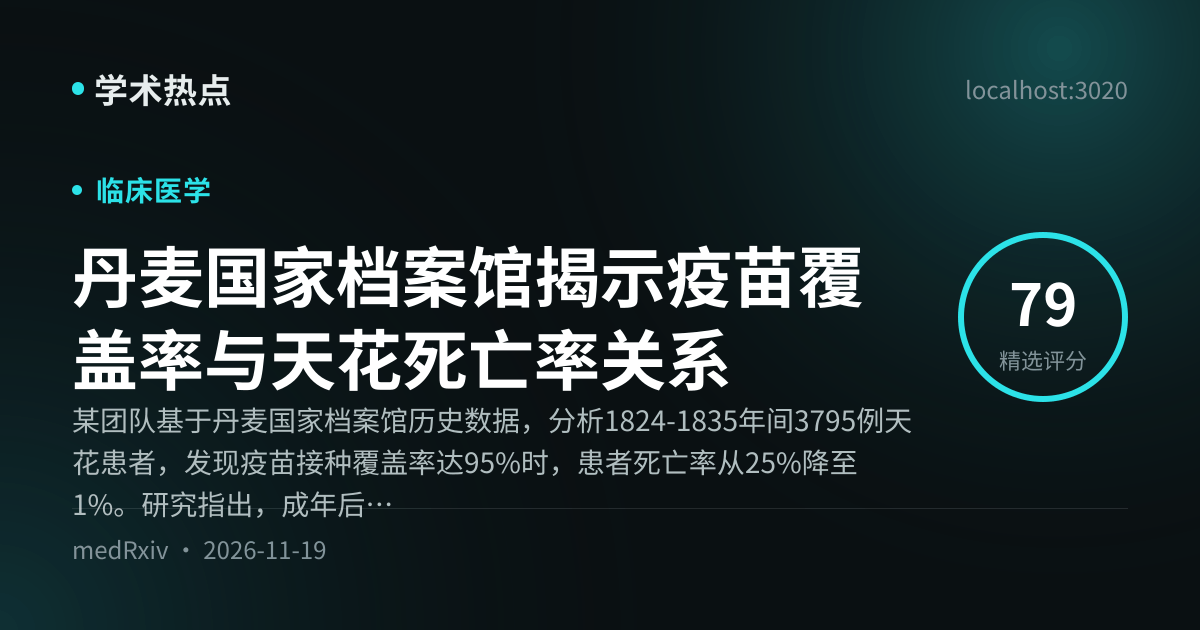 学术热点
localhost:3020
临床医学
丹麦国家档案馆揭示疫苗覆
盖率与天花死亡率关系
79
精选评分
某团队基于丹麦国家档案馆历史数据，分析1824-1835年间3795例天
花患者，发现疫苗接种覆盖率达95%时，患者死亡率从25%降至
1%。研究指出，成年后…
medRxiv · 2026-11-19